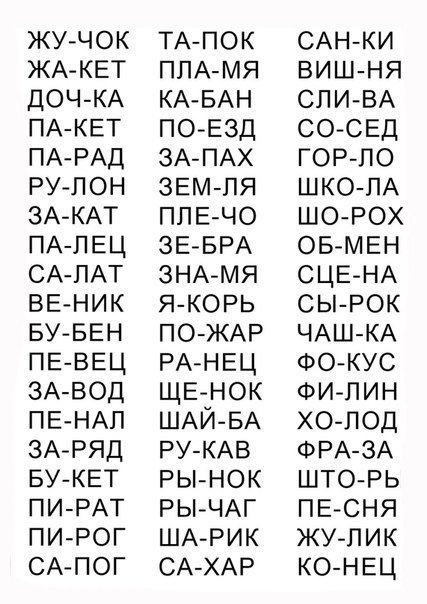 ЖУ-ЧОК ТА-ПОК САН-КИ
ЖА-КЕТ ПЛА-МЯ ВИШ-НЯ
ДОЧ-КА КА-БАН СЛИ-ВА
ПА-КЕТ ПО-ЕЗД СО-СЕД
ПА-РАД ЗА-ПАХ ГОР-ЛО
РУ-ЛОН ЗЕМ-ЛЯ ШКО-ЛА
ЗА-КАТ ПЛЕ-ЧО ШО-РОХ
ПА-ЛЕЦ ЗЕ-БРА ОБ-МЕН
СА-ЛАТ ЗНА-МЯ СЦЕ-НА
ВЕ-НИК Я-КОРЬ СЫ-РОК
БУ-БЕН ПО-ЖАР ЧАШ-КА
ПЕ-ВЕЦ РА-НЕЦ ФО-КУС
ЗА-ВОД ЩЕ-НОК ФИ-ЛИН
ПЕ-НАЛ ШАЙ-БА ХО-ЛОД
ЗА-РЯД РУ-КАВ ФРА-ЗА
БУ-КЕТ РЫ-НОК ШТО-РЬ
ПИ-РАТ РЫ-ЧАГ ПЕ-СНЯ
ПИ-РОГ ША-РИК ЖУ-ЛИК
СА-ПОГ СА-ХАР КО-НЕЦ